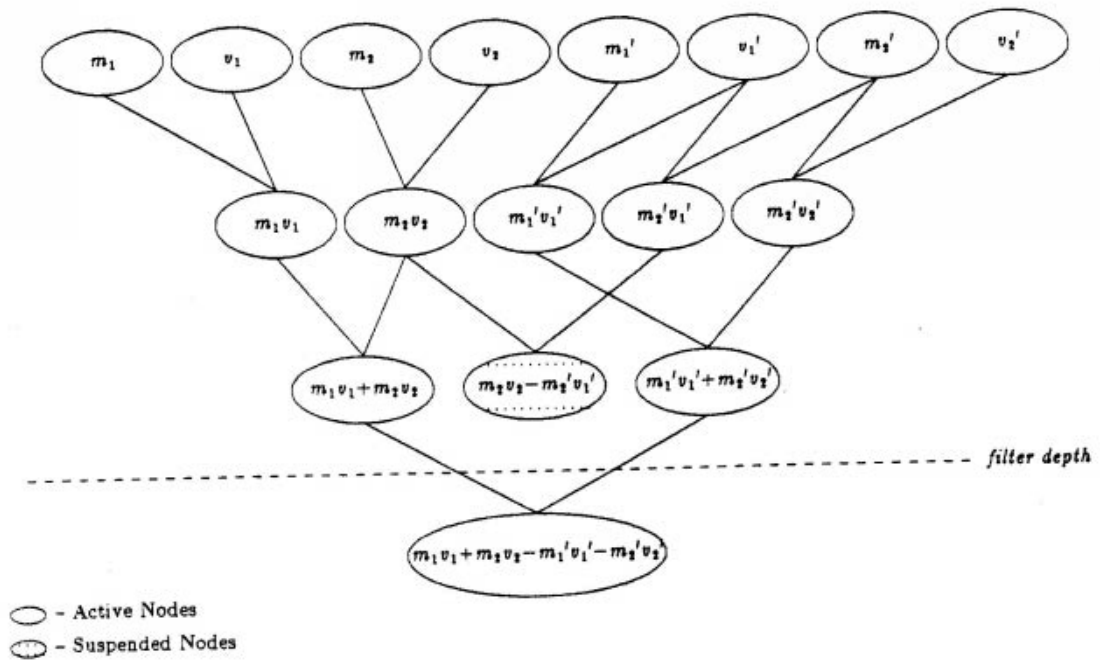 m₁ v₁ m₂ v₂ m₁' v₁' m₂' v₂'
m₁v₁ m₂v₂ m₁'v₁' m₂'v₁' m₂'v₂'
m₁v₁+m₂v₂ m₂v₂−m₂'v₁' m₁'v₁'+m₂'v₂'
filter depth
m₁v₁+m₂v₂−m₁'v₁'−m₂'v₂'
- Active Nodes
- Suspended Nodes